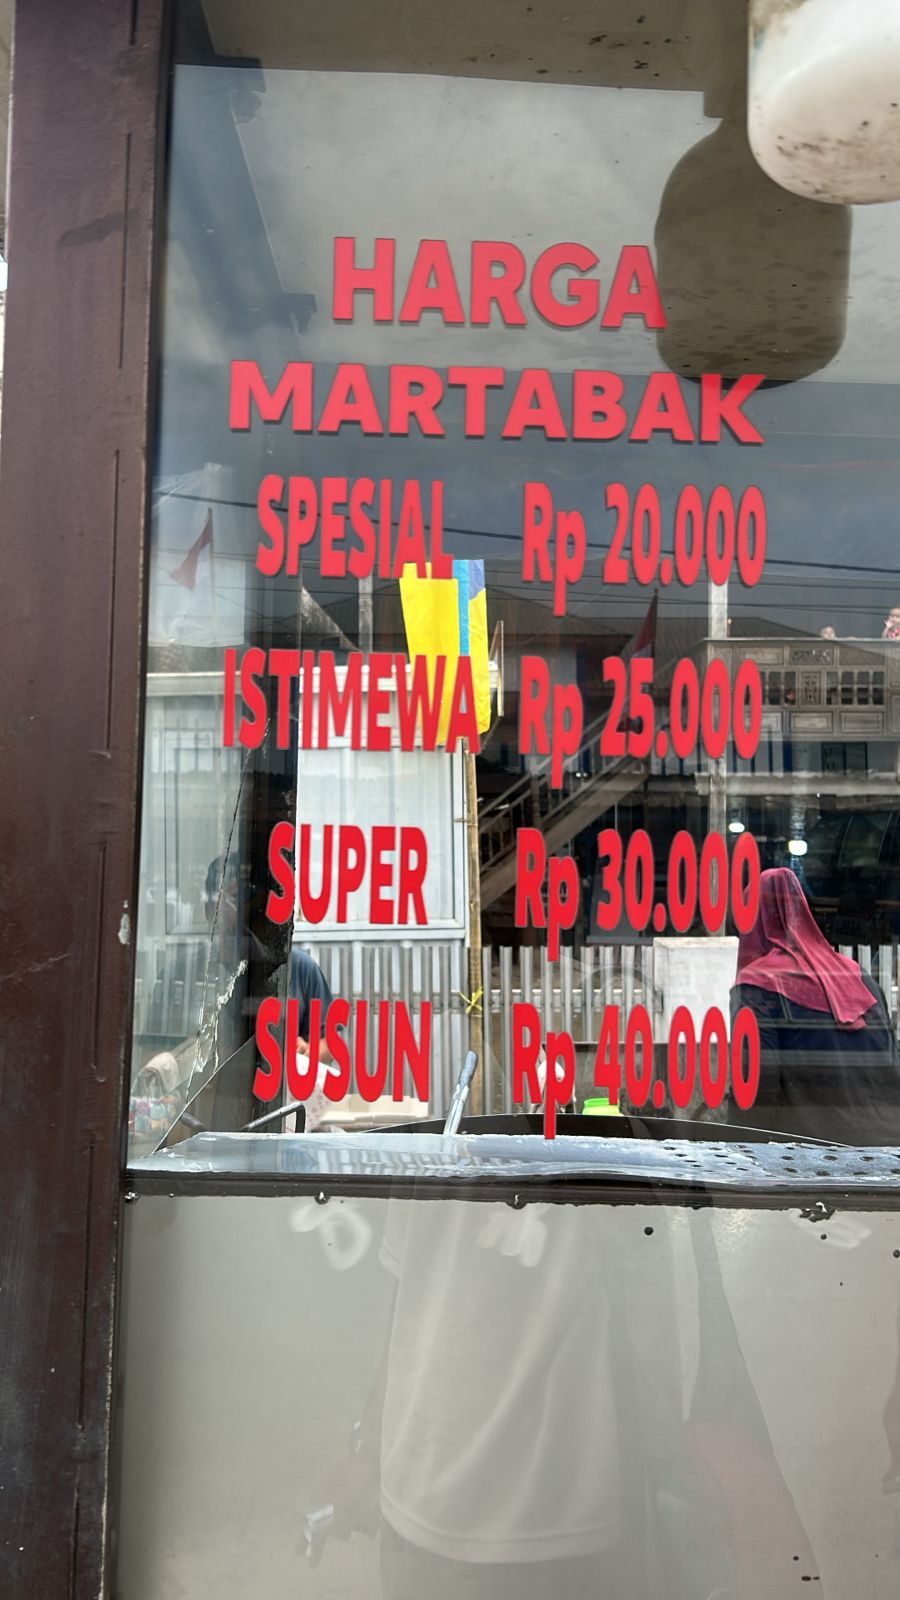 HARGA
MARTABAK
SPESIAL Rp 20.000
ISTIMEWA Rp 25.000
SUPER Rp 30.000
SUSUN Rp 40.000